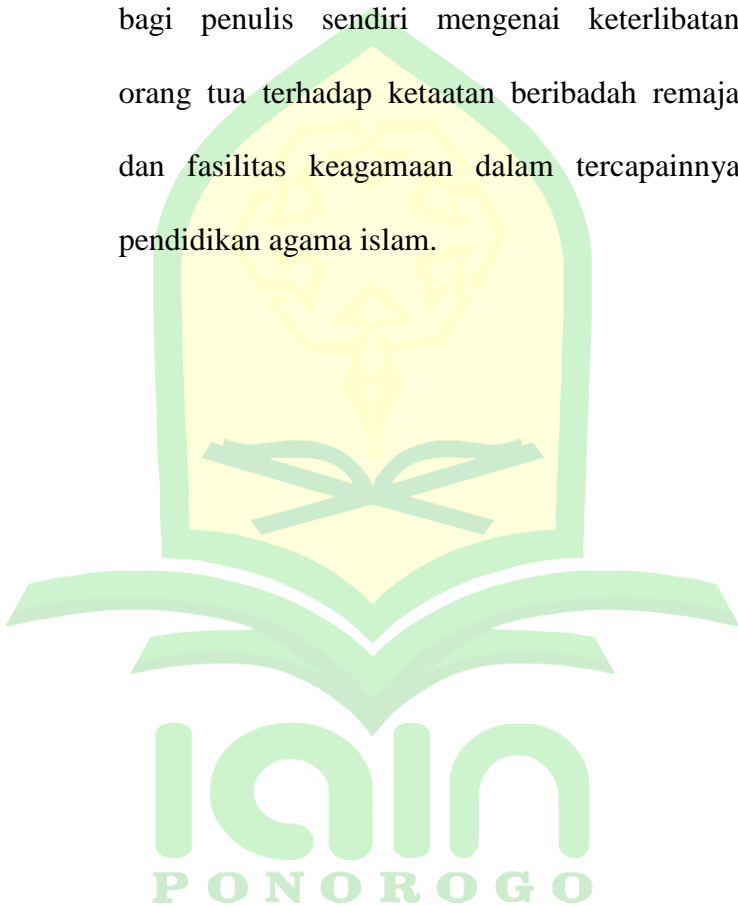 bagi penulis sendiri mengenai keterlibatan
orang tua terhadap ketaatan beribadah remaja
dan fasilitas keagamaan dalam tercapainnya
pendidikan agama islam.
iain
PONOROGO